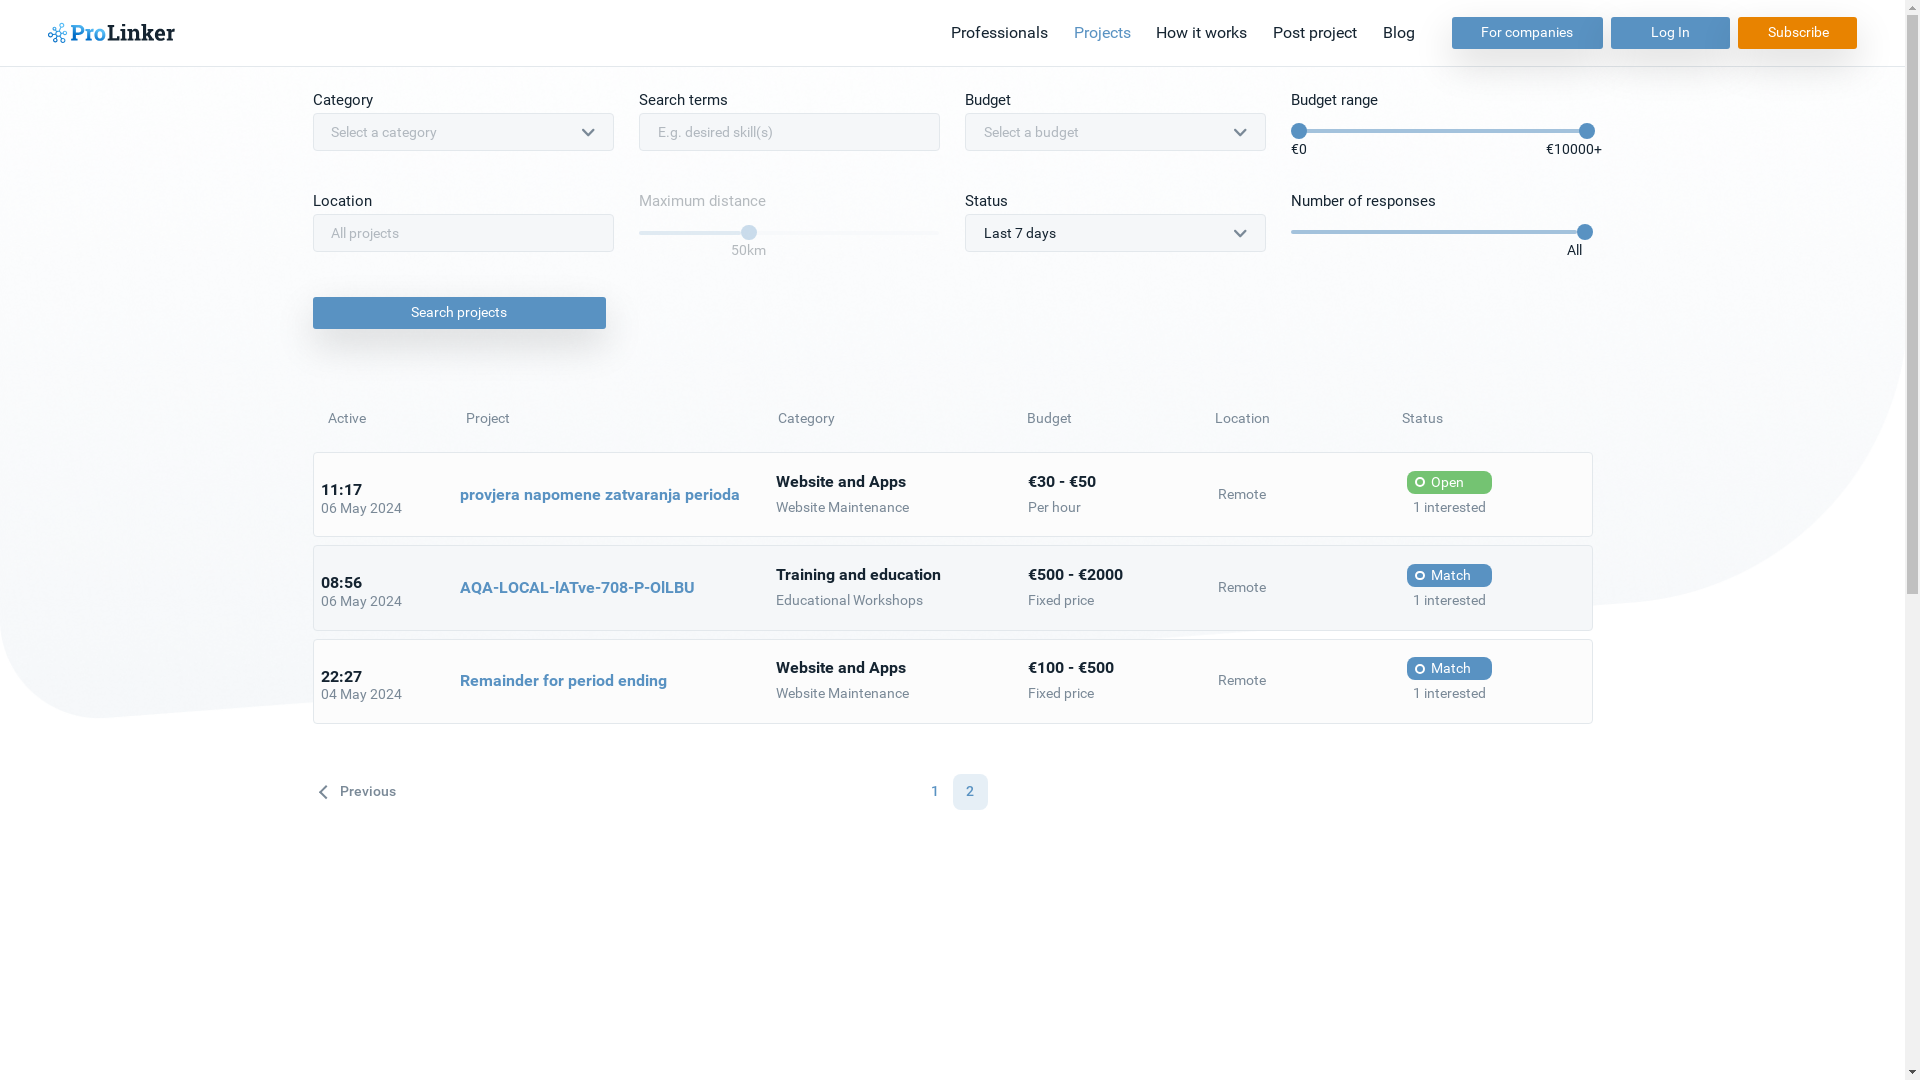 ProLinker
Professionals Projects How it works Post project Blog For companies Log In Subscribe
Category Search terms Budget Budget range
Select a category E.g. desired skill(s) Select a budget
€0 €10000+
Location Maximum distance Status Number of responses
All projects Last 7 days
50km All
Search projects
Active Project Category Budget Location Status
11:17
06 May 2024
provjera napomene zatvaranja perioda
Website and Apps
Website Maintenance
€30 - €50
Per hour
Remote
Open
1 interested
08:56
06 May 2024
AQA-LOCAL-lATve-708-P-OlLBU
Training and education
Educational Workshops
€500 - €2000
Fixed price
Remote
Match
1 interested
22:27
04 May 2024
Remainder for period ending
Website and Apps
Website Maintenance
€100 - €500
Fixed price
Remote
Match
1 interested
Previous 1 2